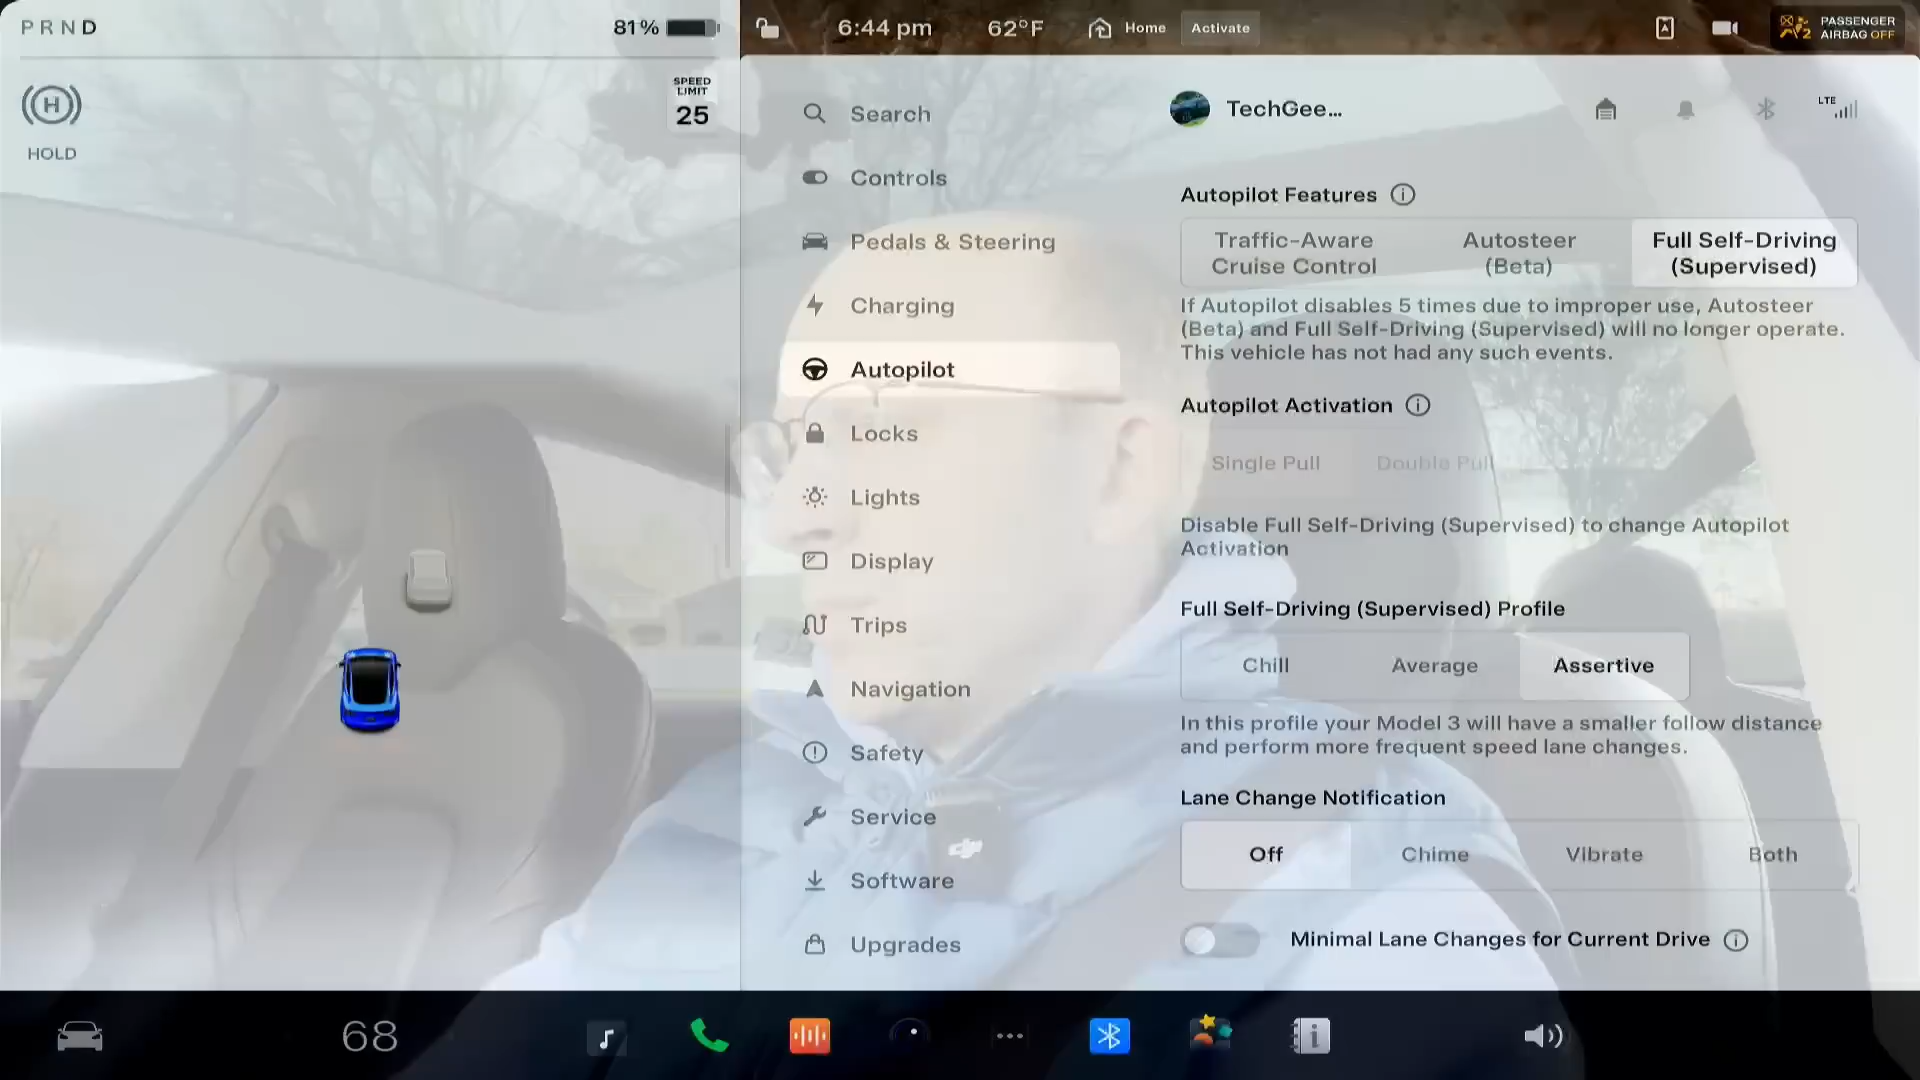 PRND
81%
6:44 pm
62°F
Home
Activate
PASSENGER
AIRBAG OFF
HOLD
SPEED
LIMIT
25
Search
Controls
Pedals & Steering
Charging
Autopilot
Locks
Lights
Display
Trips
Navigation
Safety
Service
Software
Upgrades
TechGee...
LTE
Autopilot Features
Traffic-Aware
Cruise Control
Autosteer
(Beta)
Full Self-Driving
(Supervised)
If Autopilot disables 5 times due to improper use, Autosteer
(Beta) and Full Self-Driving (Supervised) will no longer operate.
This vehicle has not had any such events.
Autopilot Activation
Single Pull
Double Pull
Disable Full Self-Driving (Supervised) to change Autopilot
Activation
Full Self-Driving (Supervised) Profile
Chill
Average
Assertive
In this profile your Model 3 will have a smaller follow distance
and perform more frequent speed lane changes.
Lane Change Notification
Off
Chime
Vibrate
Both
Minimal Lane Changes for Current Drive
68